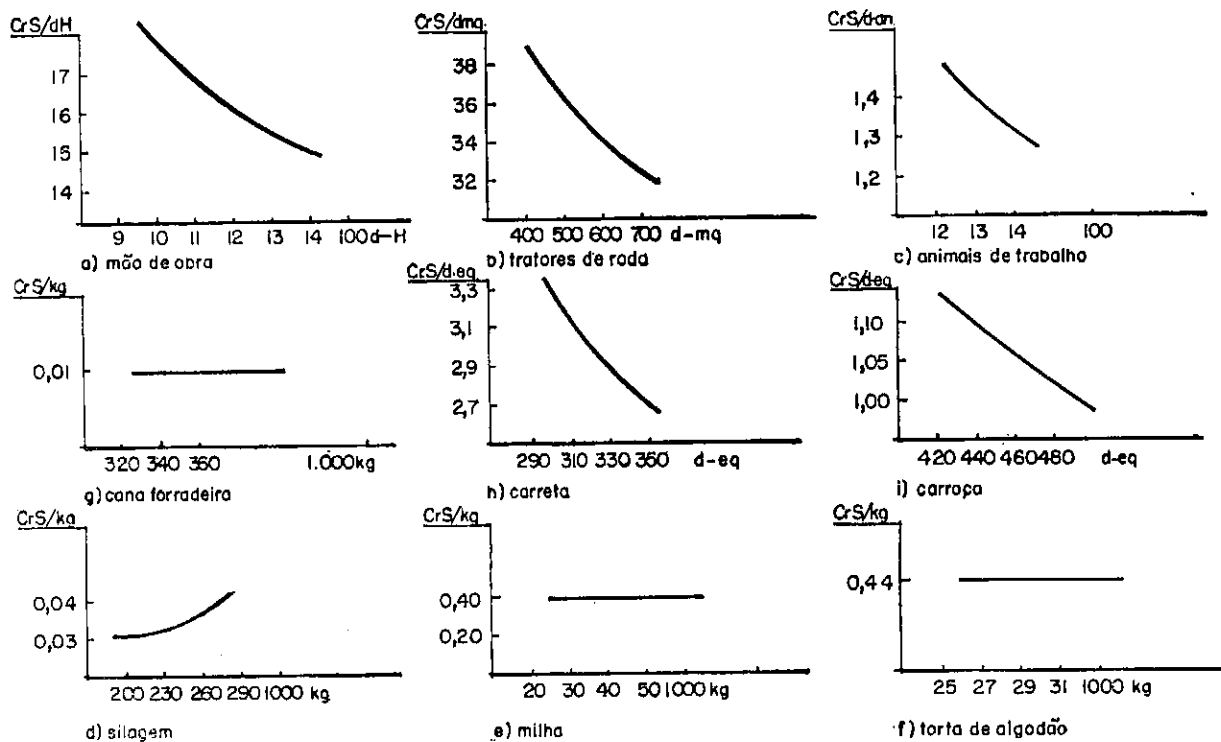 CrS/dH
17
16
15
14
9 10 11 12 13 14 100 d-H
a) mão de obra
CrS/dmq
38
36
34
32
400 500 600 700 d-mq
b) tratores de roda
CrS/d-an.
1,4
1,3
1,2
12 13 14 100
c) animais de trabalho
CrS/kg
0,01
320 340 360 1.000kg
g) cana forradeira
CrS/d.eq
3,3
3,1
2,9
2,7
290 310 330 360 d-eq
h) carreta
CrS/d-eq
1,10
1,05
1,00
420 440 460 480 d-eq
i) carroça
CrS/kg
0,04
0,03
200 230 260 290 1000 kg
d) silagem
CrS/kg
0,40
0,20
20 30 40 50 1000 kg
e) milha
CrS/kg
0,44
25 27 29 31 1000 kg
f) torta de algodão